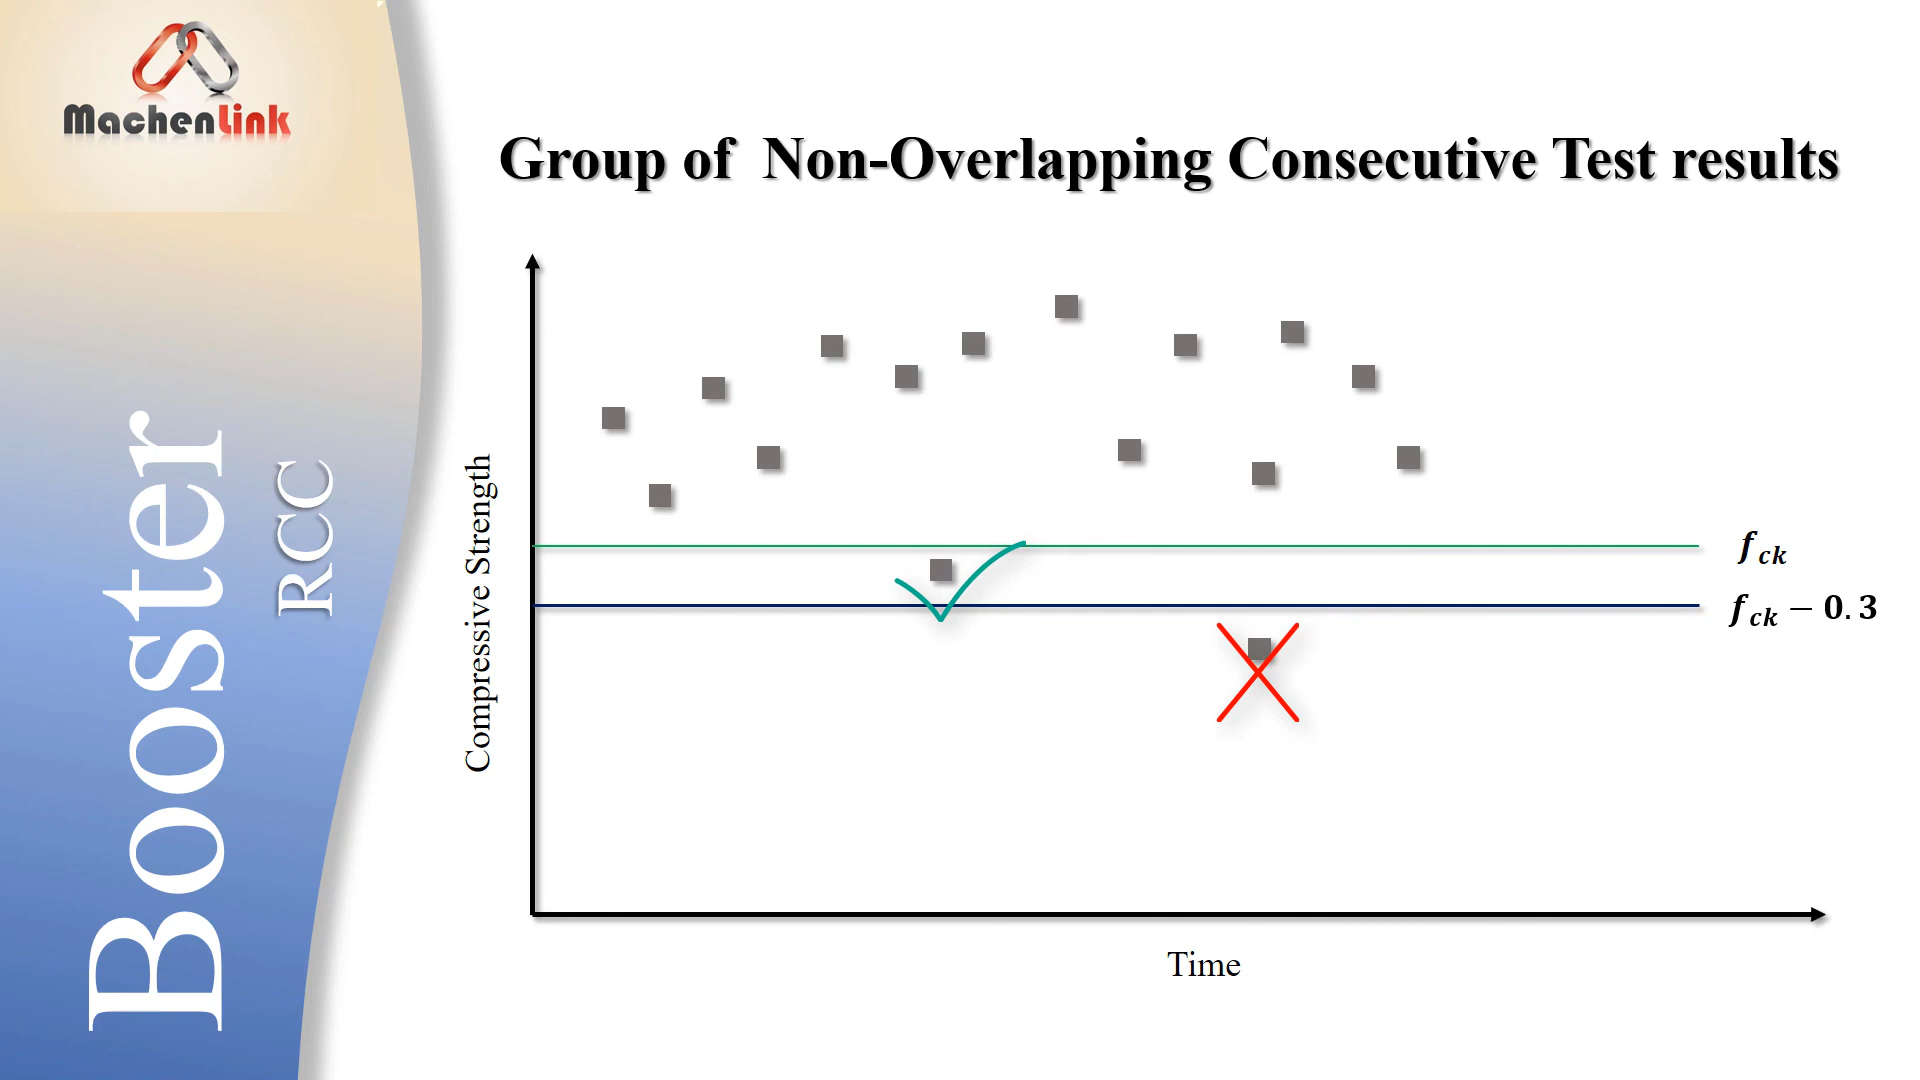 MachenLink
Booster
RCC
Group of Non-Overlapping Consecutive Test results
Compressive Strength
f_ck
f_ck − 0.3
Time